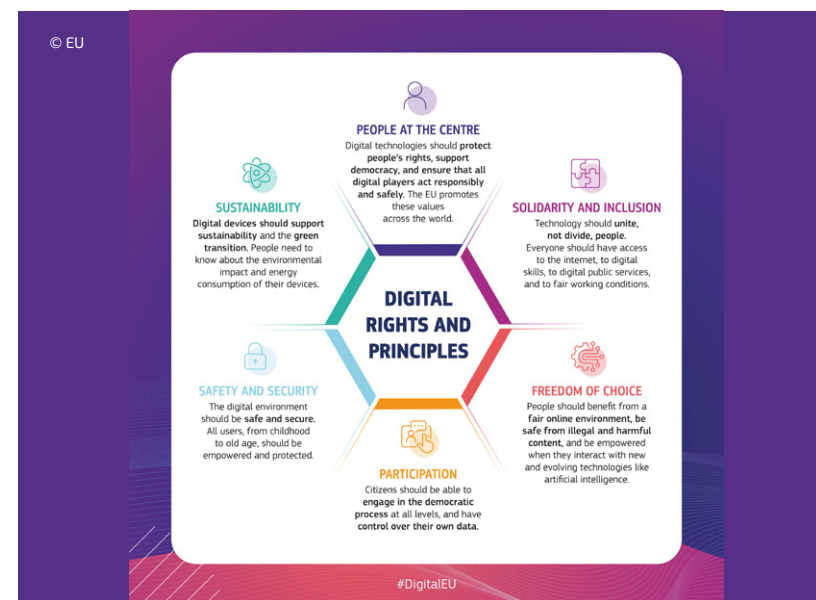 © EU
PEOPLE AT THE CENTRE
Digital technologies should protect
people's rights, support
democracy, and ensure that all
digital players act responsibly
and safely. The EU promotes
these values
across the world.
SOLIDARITY AND INCLUSION
Technology should unite,
not divide, people.
Everyone should have access
to the internet, to digital
skills, to digital public services,
and to fair working conditions.
FREEDOM OF CHOICE
People should benefit from a
fair online environment, be
safe from illegal and harmful
content, and be empowered
when they interact with new
and evolving technologies like
artificial intelligence.
PARTICIPATION
Citizens should be able to
engage in the democratic
process at all levels, and have
control over their own data.
SAFETY AND SECURITY
The digital environment
should be safe and secure.
All users, from childhood
to old age, should be
empowered and protected.
SUSTAINABILITY
Digital devices should support
sustainability and the green
transition. People need to
know about the environmental
impact and energy
consumption of their devices.
DIGITAL
RIGHTS AND
PRINCIPLES
#DigitalEU